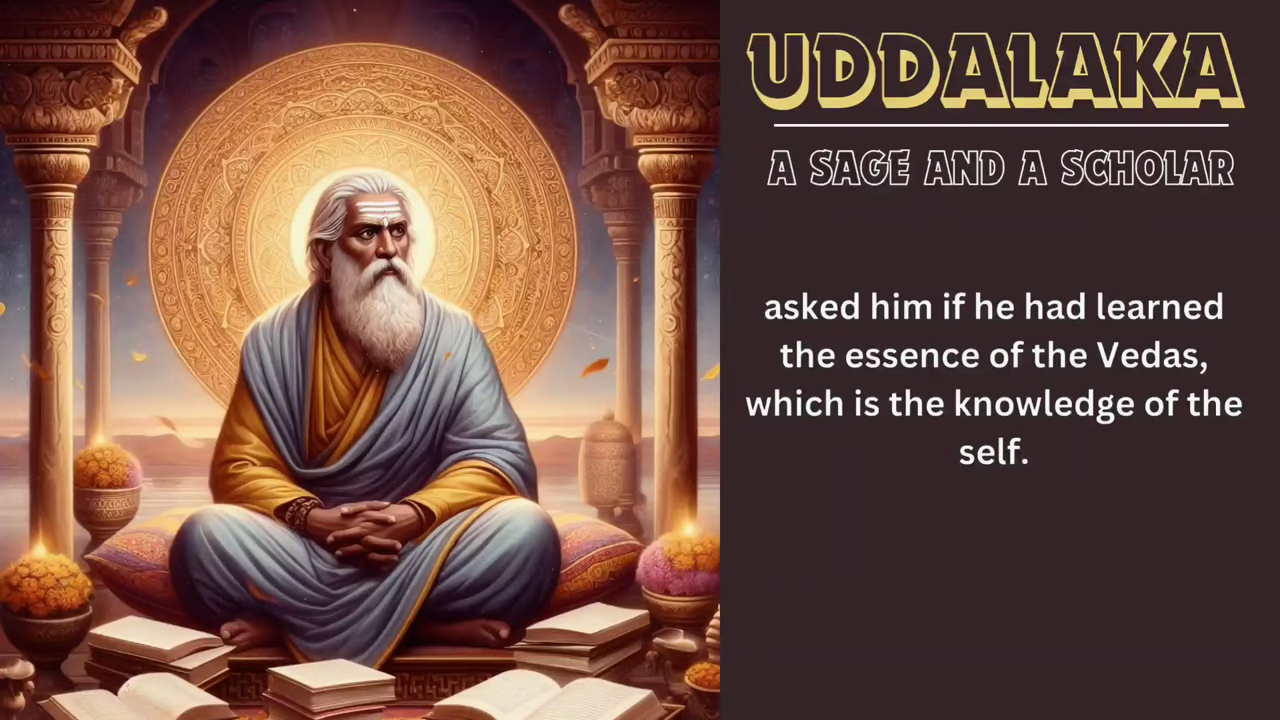 UDDALAKA
A SAGE AND A SCHOLAR
asked him if he had learned
the essence of the Vedas,
which is the knowledge of the
self.